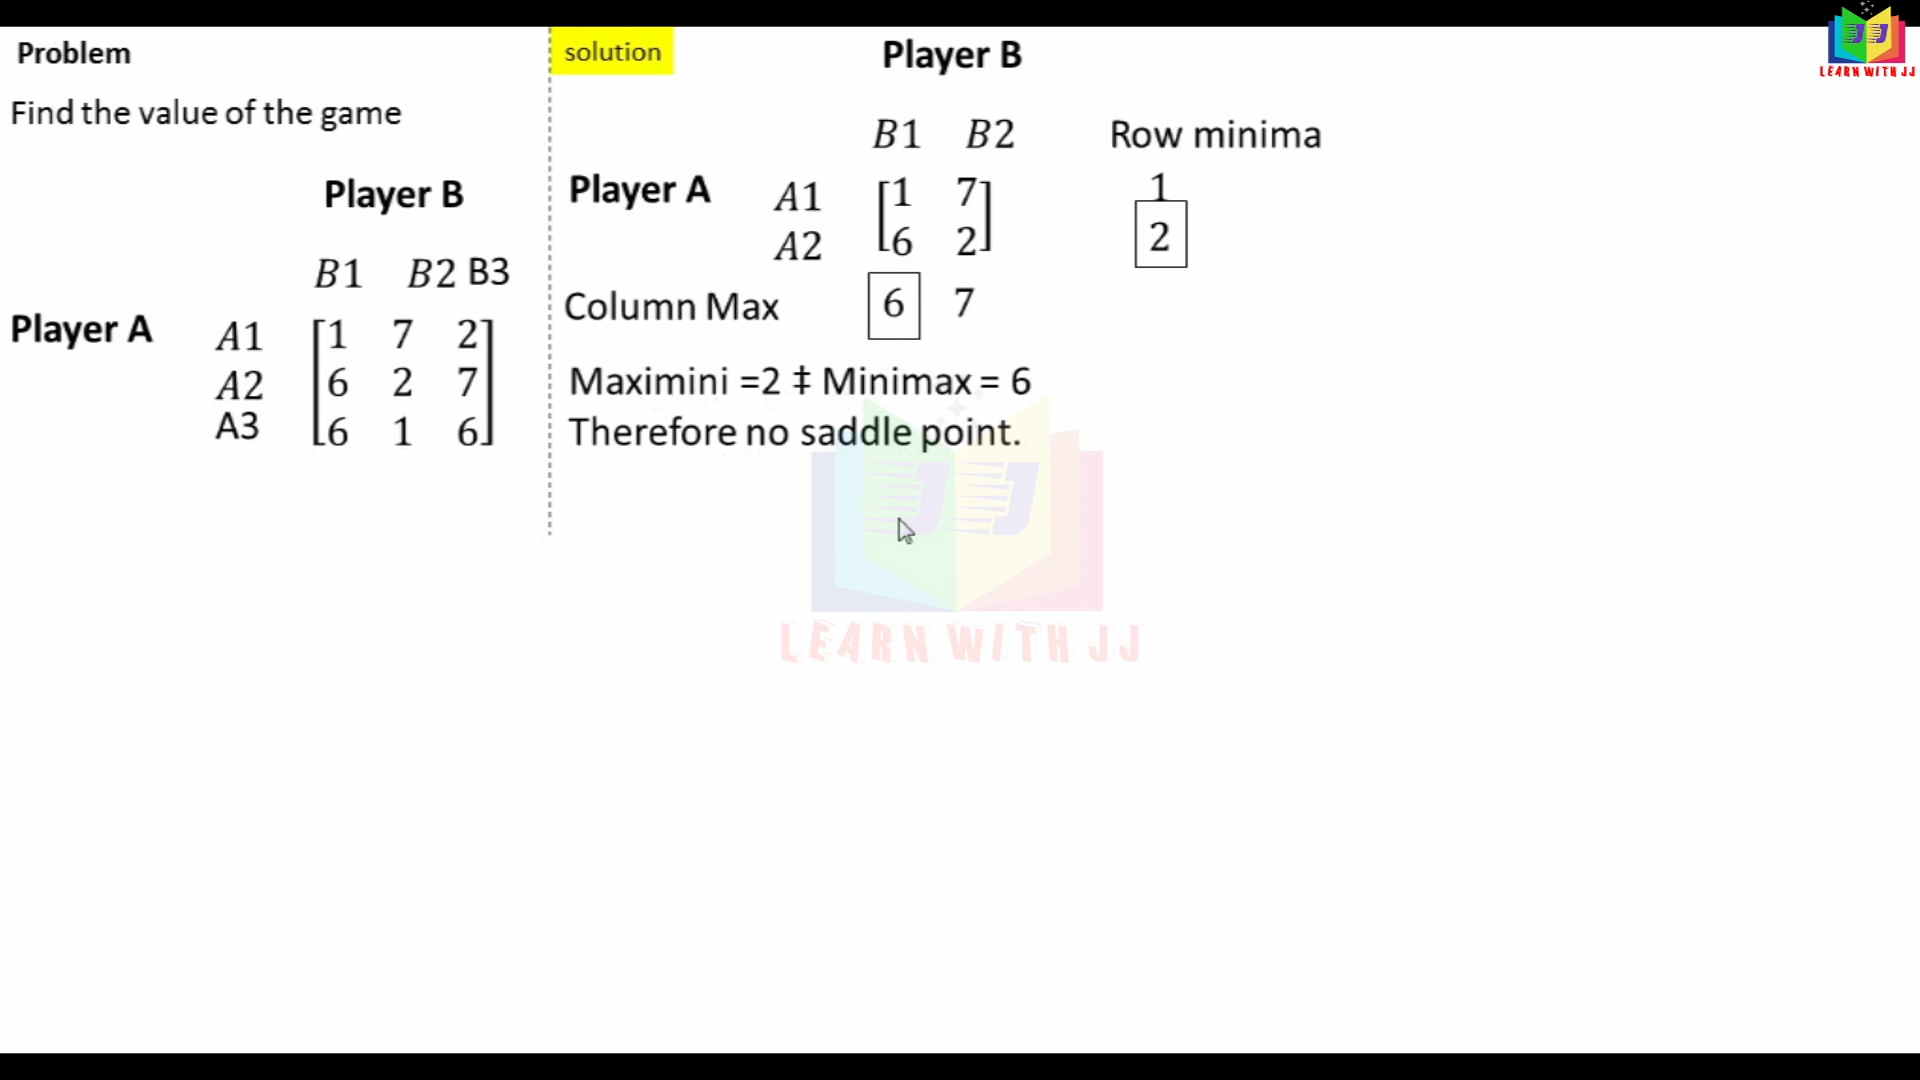 Problem
Find the value of the game
Player B
B1 B2 B3
Player A A1 [1 7 2]
A2 [6 2 7]
A3 [6 1 6]
solution
Player B
B1 B2 Row minima
Player A A1 [1 7] 1
A2 [6 2] 2
Column Max 6 7
Maximini =2 ‡ Minimax = 6
Therefore no saddle point.
JJ
LEARN WITH JJ
JJ
LEARN WITH JJ